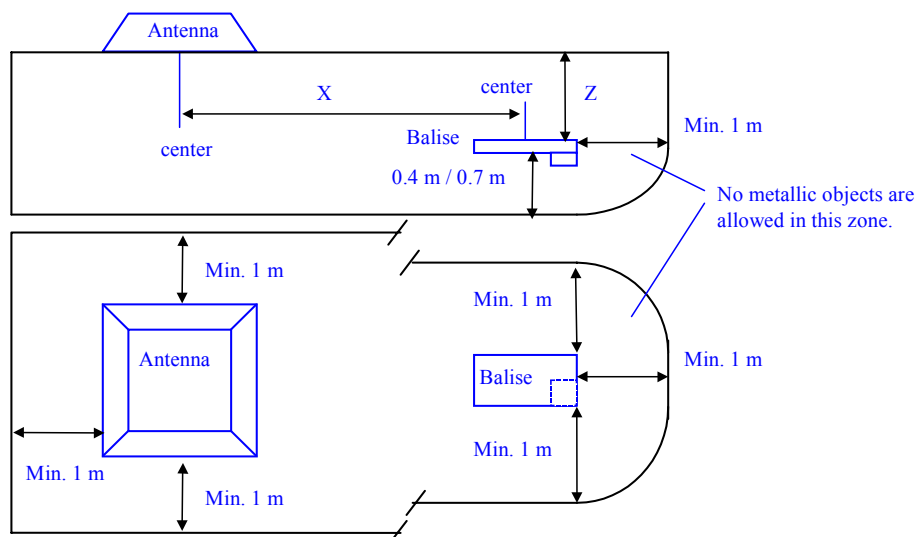 Antenna
X
center
Z
Min. 1 m
Balise
center
0.4 m / 0.7 m
No metallic objects are
allowed in this zone.
Min. 1 m
Min. 1 m
Antenna
Balise
Min. 1 m
Min. 1 m
Min. 1 m
Min. 1 m